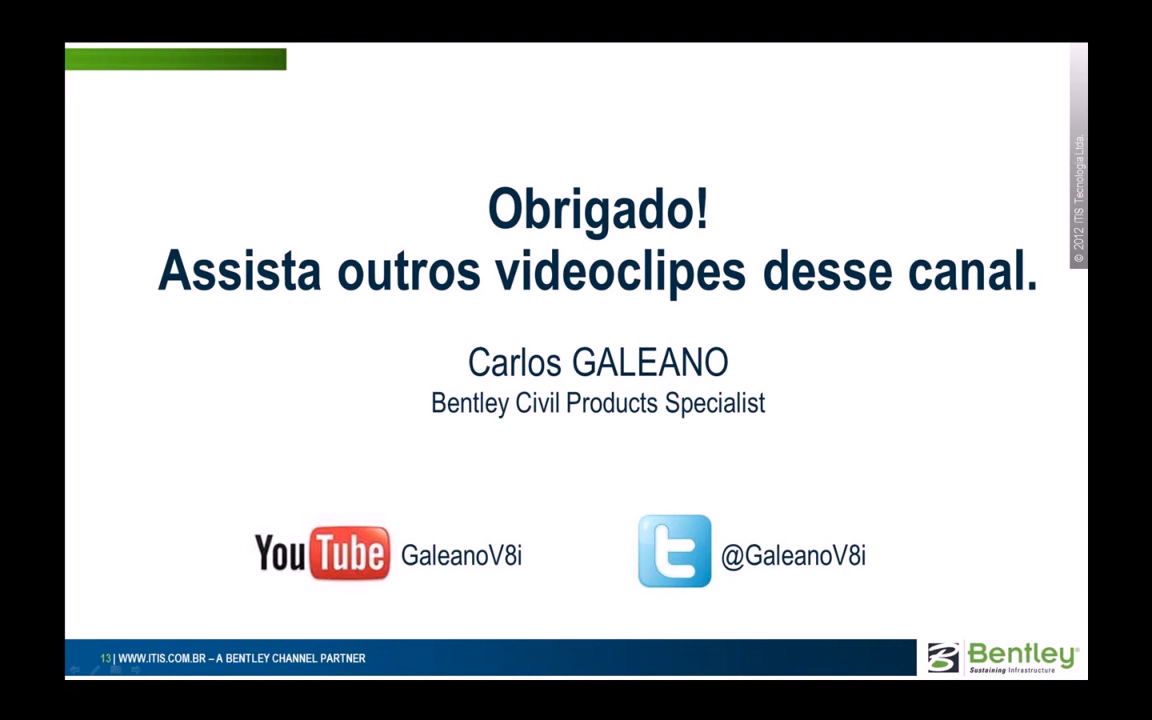 © 2012 ITIS Tecnologia Ltda.
Obrigado!
Assista outros videoclipes desse canal.
Carlos GALEANO
Bentley Civil Products Specialist
YouTube GaleanoV8i
t @GaleanoV8i
13 | WWW.ITIS.COM.BR – A BENTLEY CHANNEL PARTNER
B Bentley®
Sustaining Infrastructure